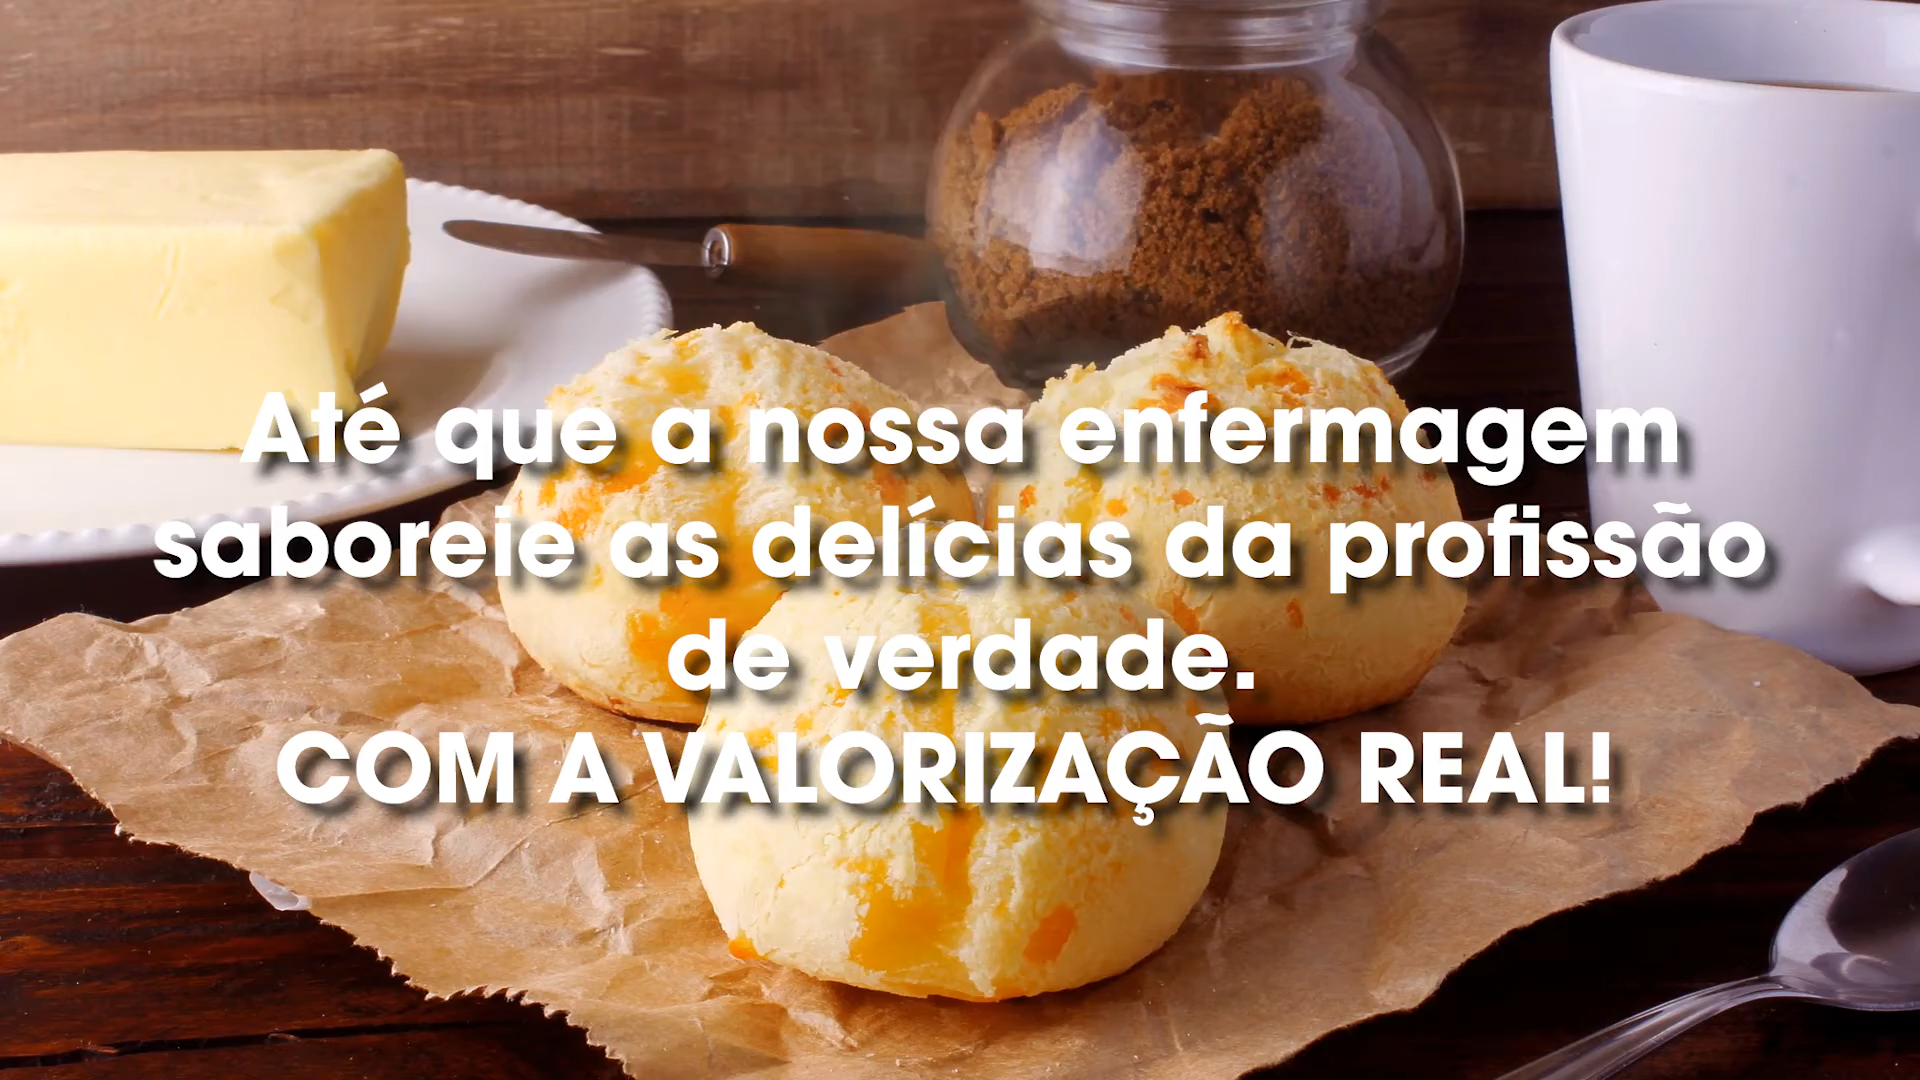 Até que a nossa enfermagem
saboreie as delícias da profissão
de verdade.
COM A VALORIZAÇÃO REAL!